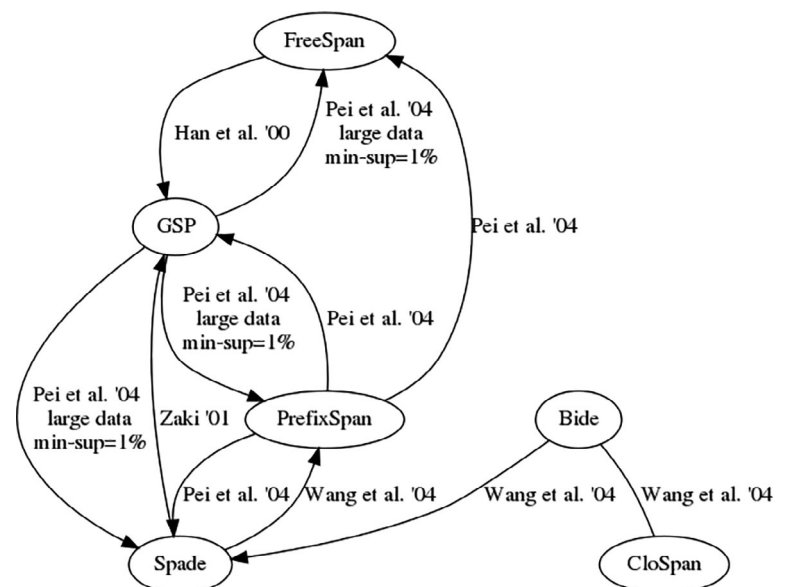 FreeSpan
Han et al. '00
Pei et al. '04
large data
min-sup=1%
GSP
Pei et al. '04
Pei et al. '04
large data
min-sup=1%
Pei et al. '04
Pei et al. '04
large data
min-sup=1%
Zaki '01
PrefixSpan
Bide
Pei et al. '04
Wang et al. '04
Wang et al. '04
Wang et al. '04
Spade
CloSpan